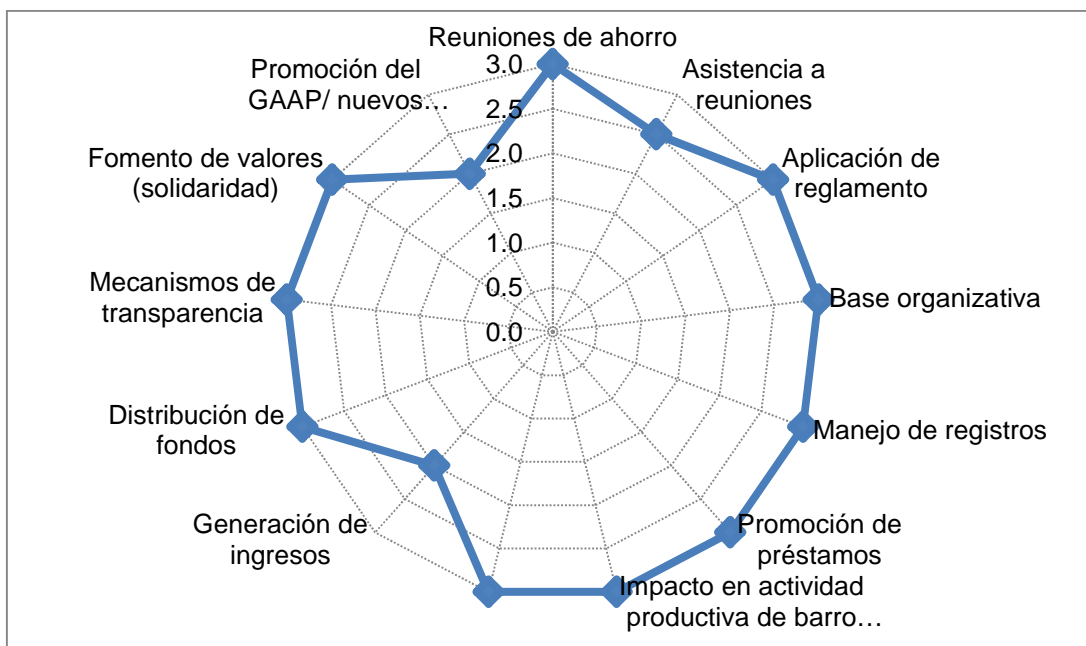 Reuniones de ahorro
Asistencia a
reuniones
Aplicación de
reglamento
Base organizativa
Manejo de registros
Promoción de
préstamos
Impacto en actividad
productiva de barro…
Generación de
ingresos
Distribución de
fondos
Mecanismos de
transparencia
Fomento de valores
(solidaridad)
Promoción del
GAAP/ nuevos…
3.0
2.5
2.0
1.5
1.0
0.5
0.0